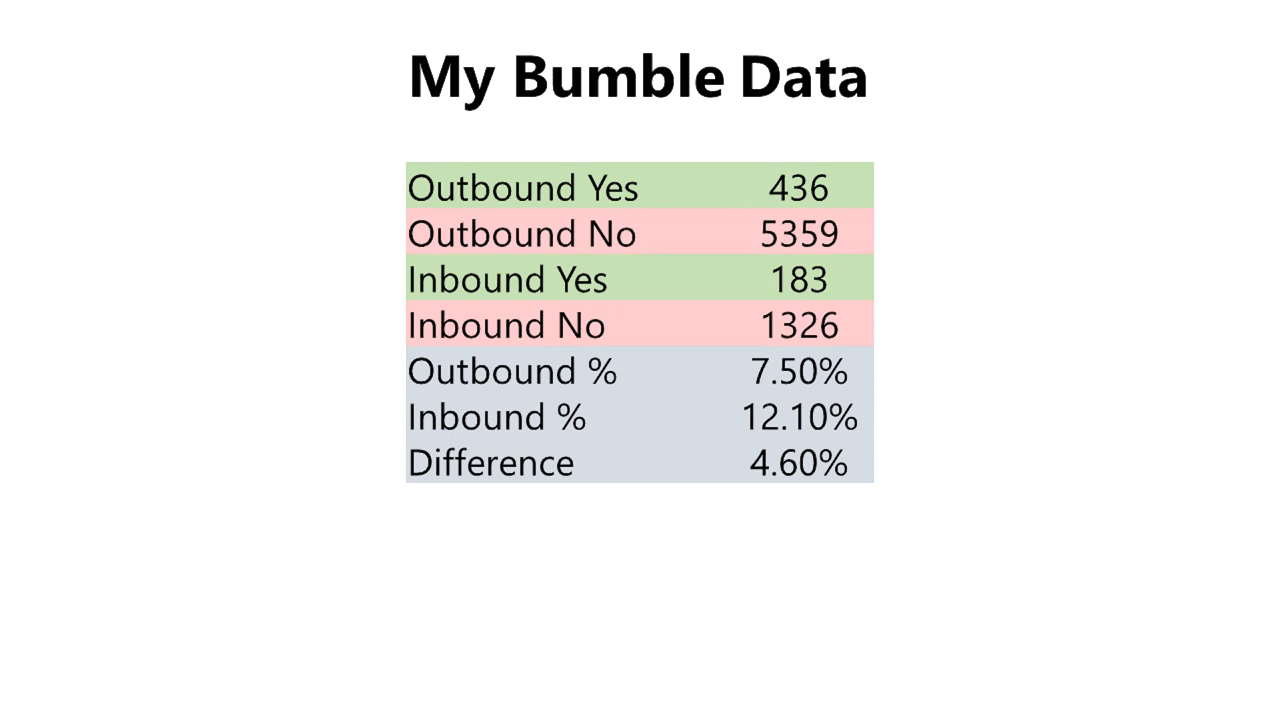 My Bumble Data
Outbound Yes 436
Outbound No 5359
Inbound Yes 183
Inbound No 1326
Outbound % 7.50%
Inbound % 12.10%
Difference 4.60%